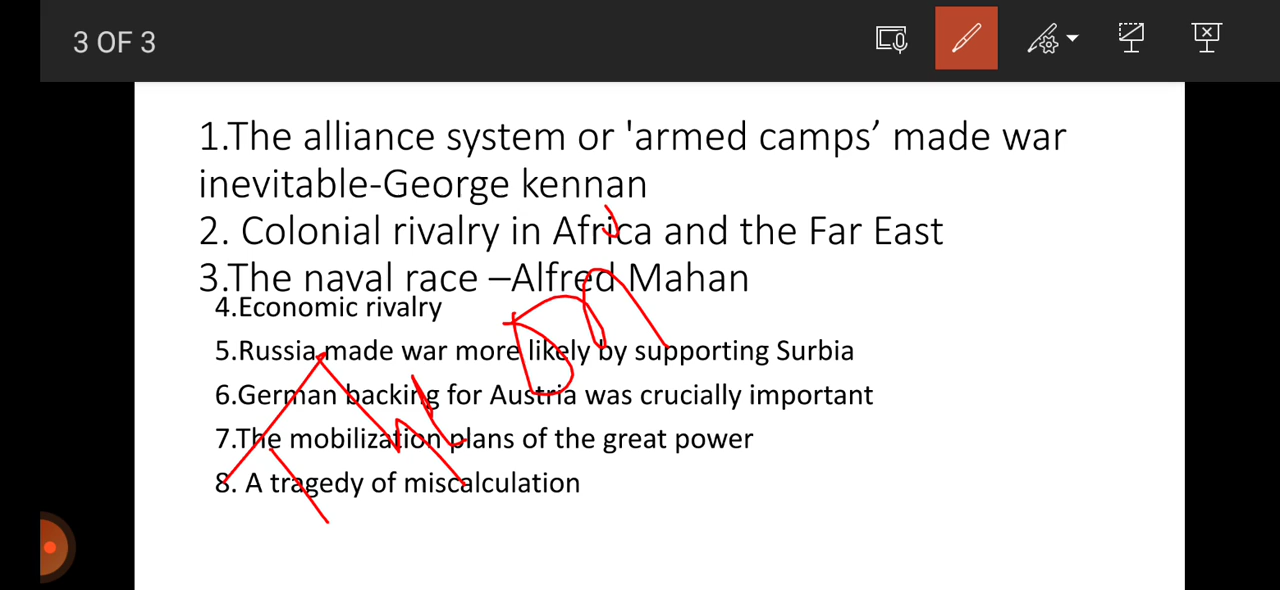 3 OF 3
1.The alliance system or 'armed camps’ made war
inevitable-George kennan
2. Colonial rivalry in Africa and the Far East
3.The naval race –Alfred Mahan
4.Economic rivalry
5.Russia made war more likely by supporting Surbia
6.German backing for Austria was crucially important
7.The mobilization plans of the great power
8. A tragedy of miscalculation